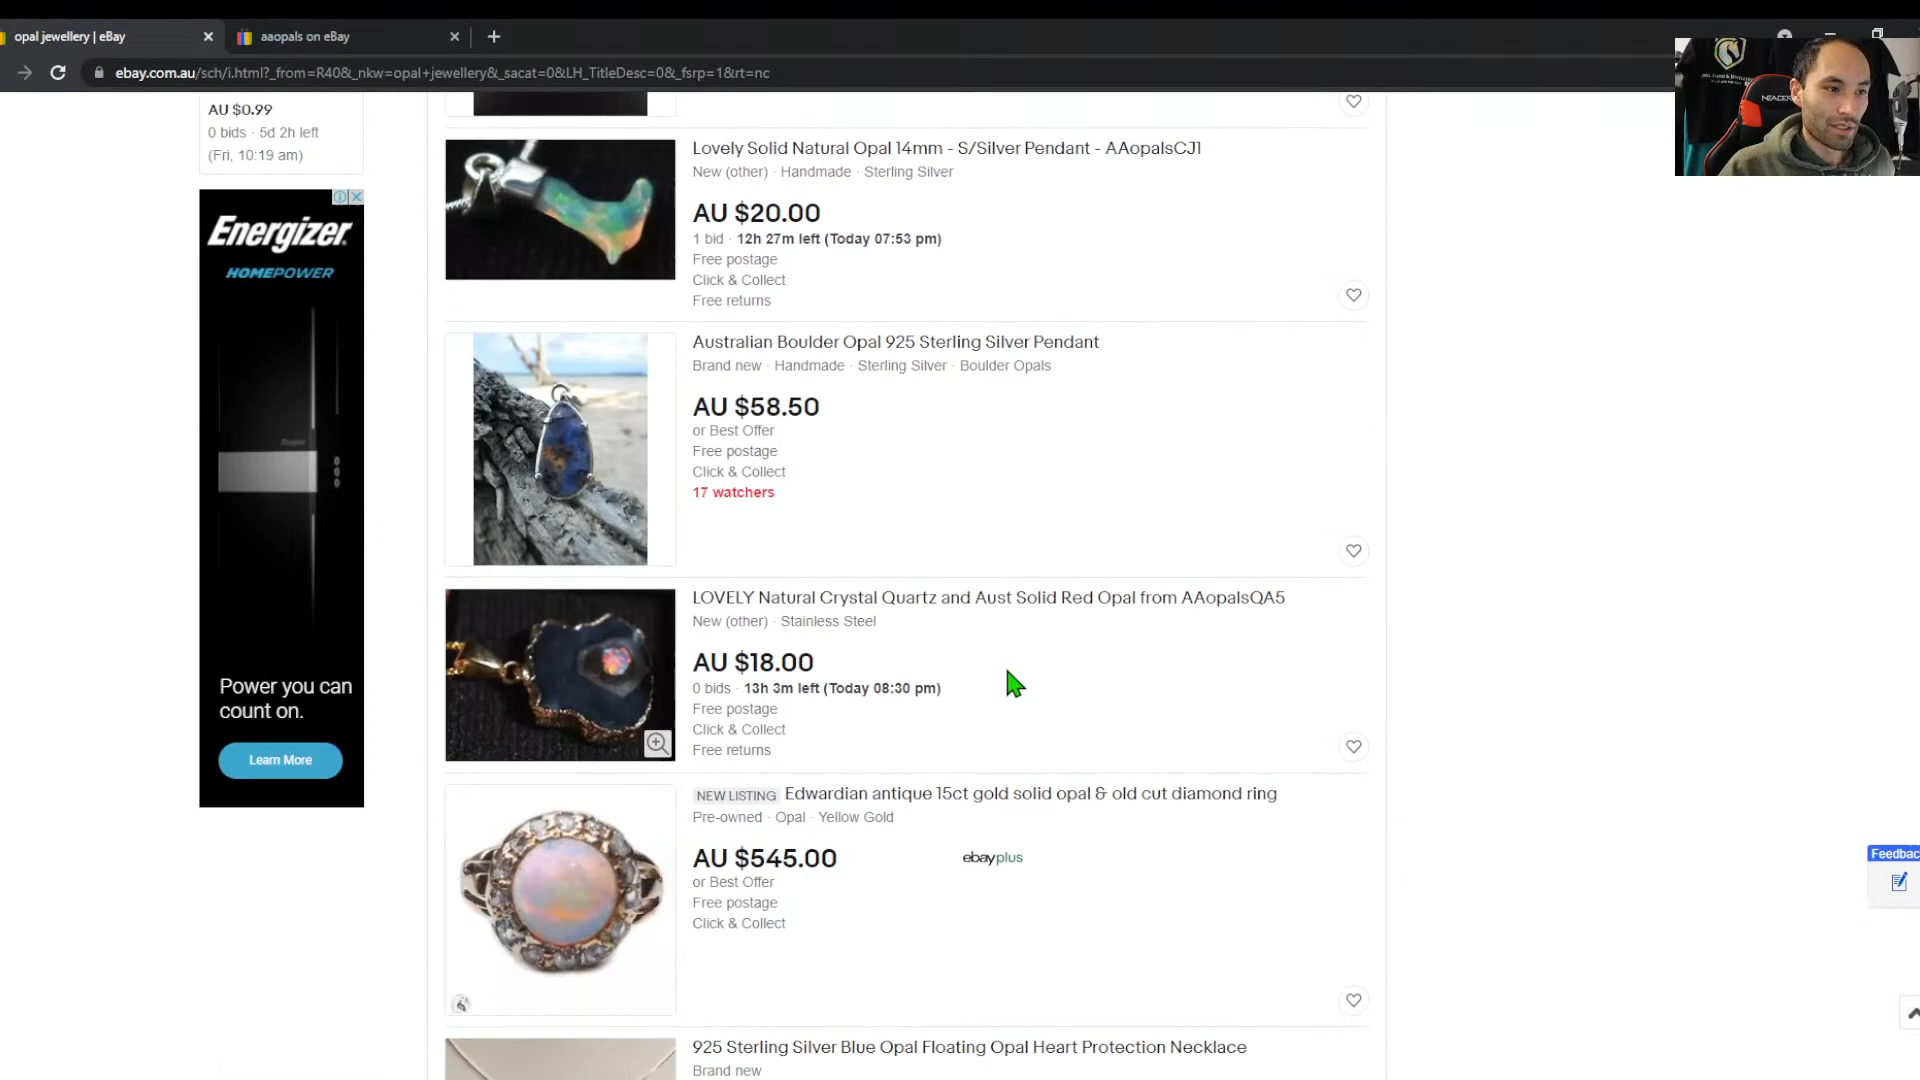 opal jewellery | eBay
aaopals on eBay
ebay.com.au/sch/i.html?_from=R40&_nkw=opal+jewellery&_sacat=0&LH_TitleDesc=0&_fsrp=1&rt=nc
AU $0.99
0 bids · 5d 2h left
(Fri, 10:19 am)
Energizer
HOMEPOWER
Power you can
count on.
Learn More
Lovely Solid Natural Opal 14mm - S/Silver Pendant - AAopalsCJ1
New (other) · Handmade · Sterling Silver
AU $20.00
1 bid · 12h 27m left (Today 07:53 pm)
Free postage
Click & Collect
Free returns
Australian Boulder Opal 925 Sterling Silver Pendant
Brand new · Handmade · Sterling Silver · Boulder Opals
AU $58.50
or Best Offer
Free postage
Click & Collect
17 watchers
LOVELY Natural Crystal Quartz and Aust Solid Red Opal from AAopalsQA5
New (other) · Stainless Steel
AU $18.00
0 bids · 13h 3m left (Today 08:30 pm)
Free postage
Click & Collect
Free returns
NEW LISTING Edwardian antique 15ct gold solid opal & old cut diamond ring
Pre-owned · Opal · Yellow Gold
AU $545.00
ebayplus
or Best Offer
Free postage
Click & Collect
925 Sterling Silver Blue Opal Floating Opal Heart Protection Necklace
Brand new
Feedbac